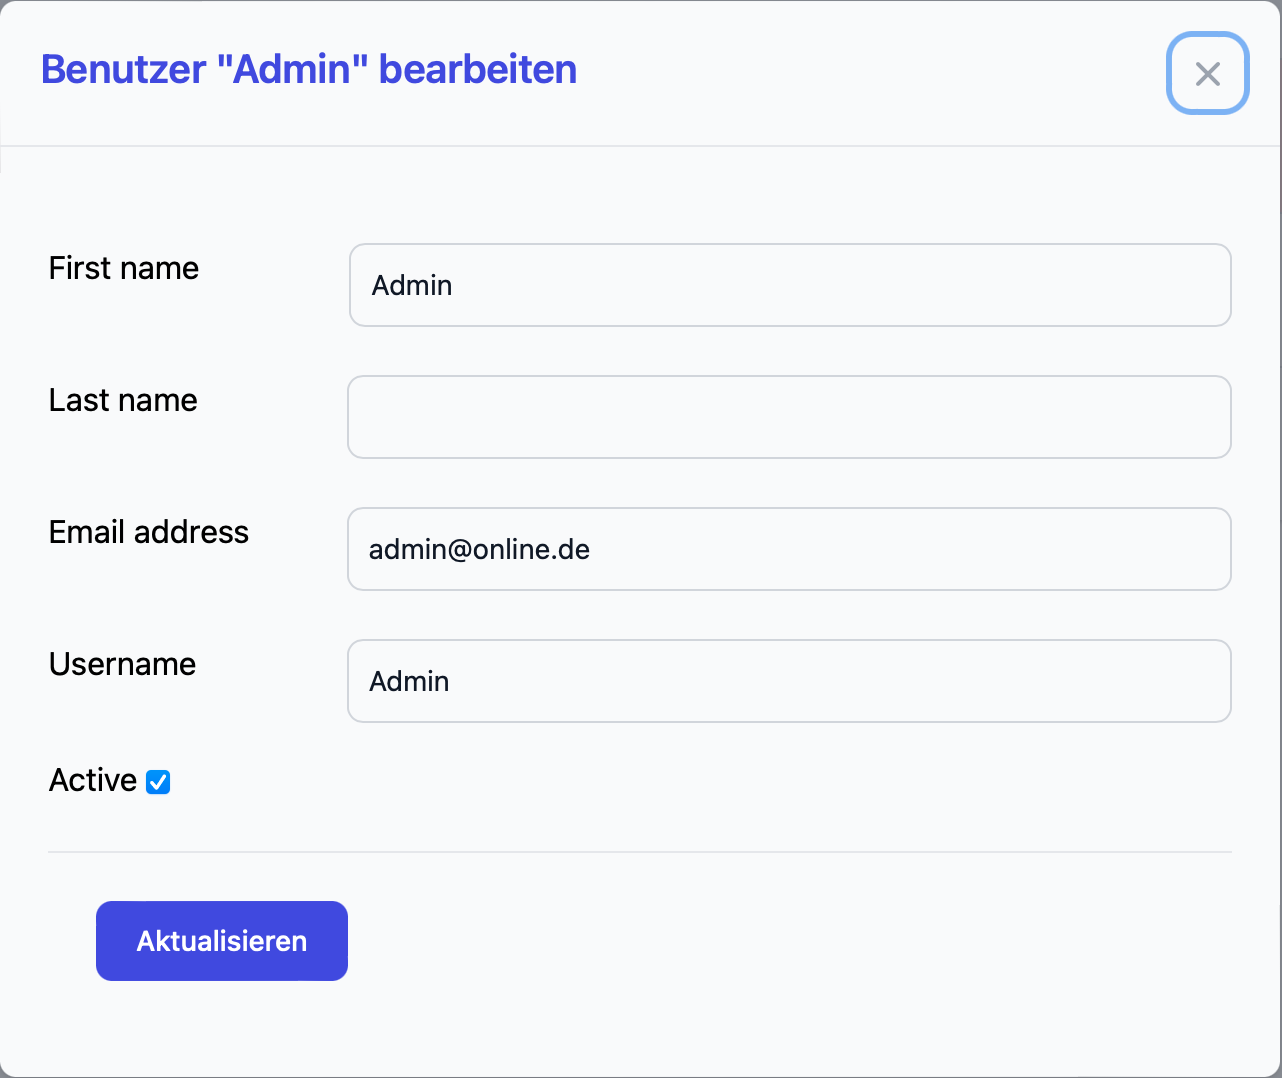 Benutzer "Admin" bearbeiten
First name
Admin
Last name
Email address
admin@online.de
Username
Admin
Active
Aktualisieren